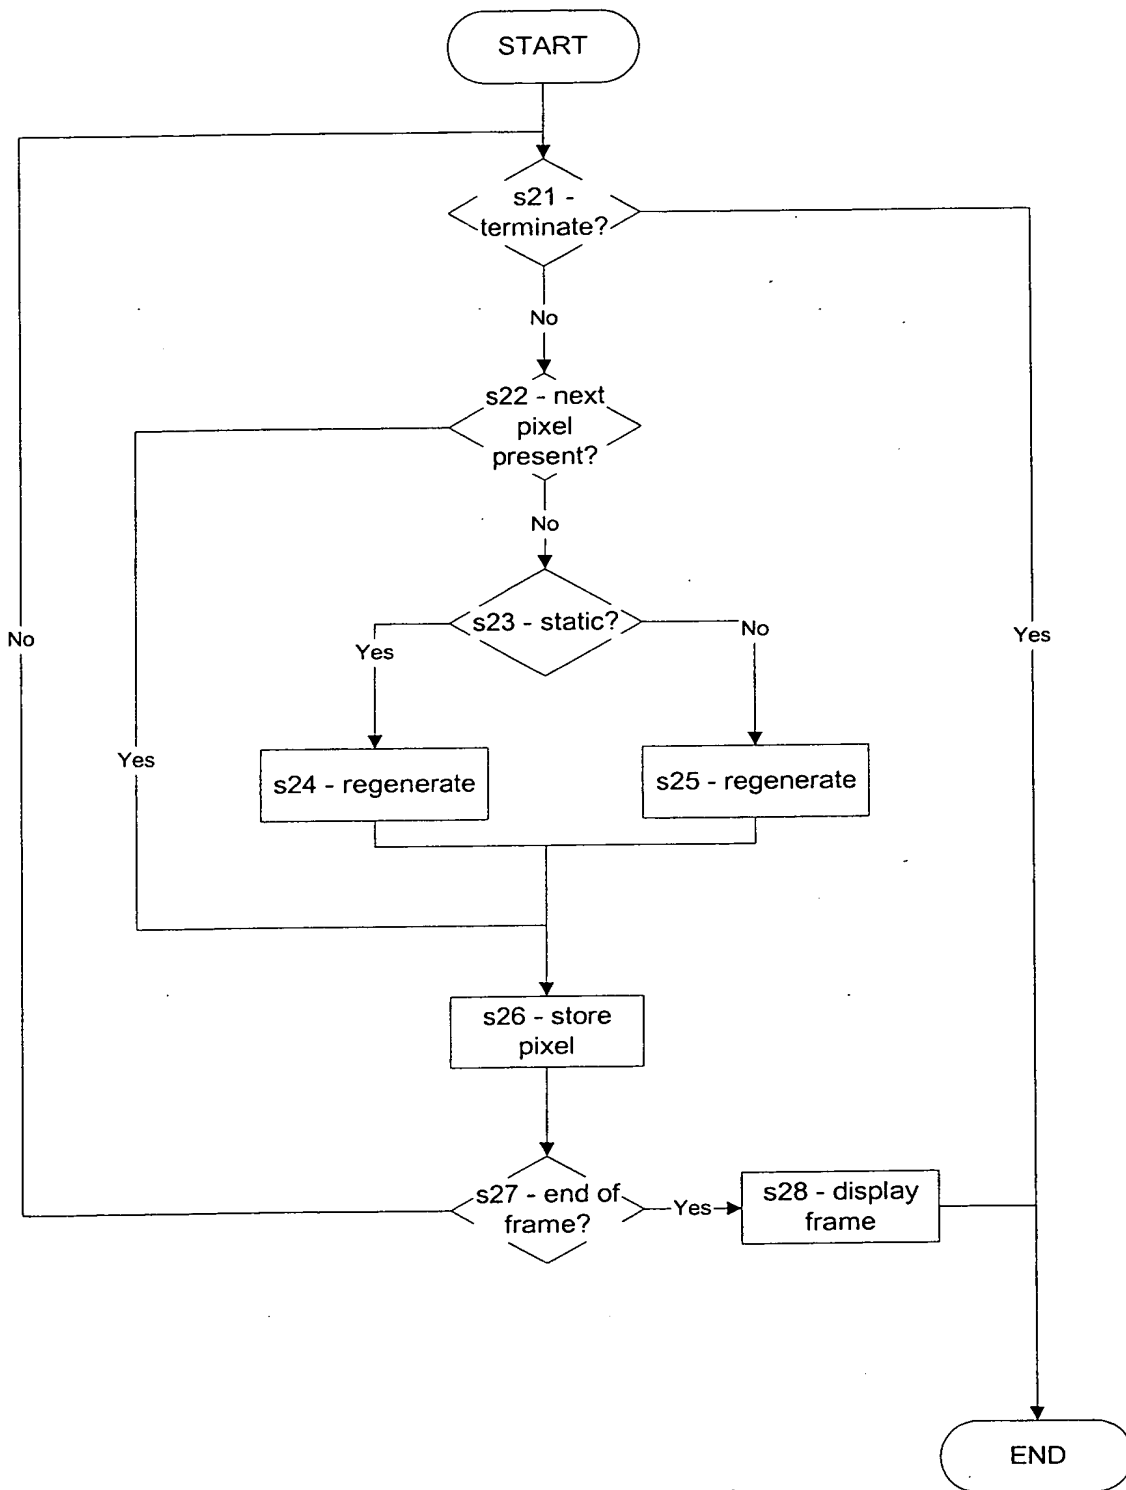 START
s21 -
terminate?
No
Yes
s22 - next
pixel
present?
No
Yes
s23 - static?
Yes
No
s24 - regenerate
s25 - regenerate
s26 - store
pixel
s27 - end of
frame?
No
Yes
s28 - display
frame
END